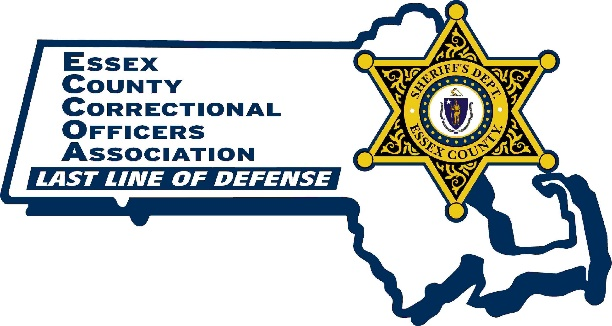 ESSEX
COUNTY
CORRECTIONAL
OFFICERS
ASSOCIATION
LAST LINE OF DEFENSE
SHERIFF'S DEPT.
ESSEX COUNTY